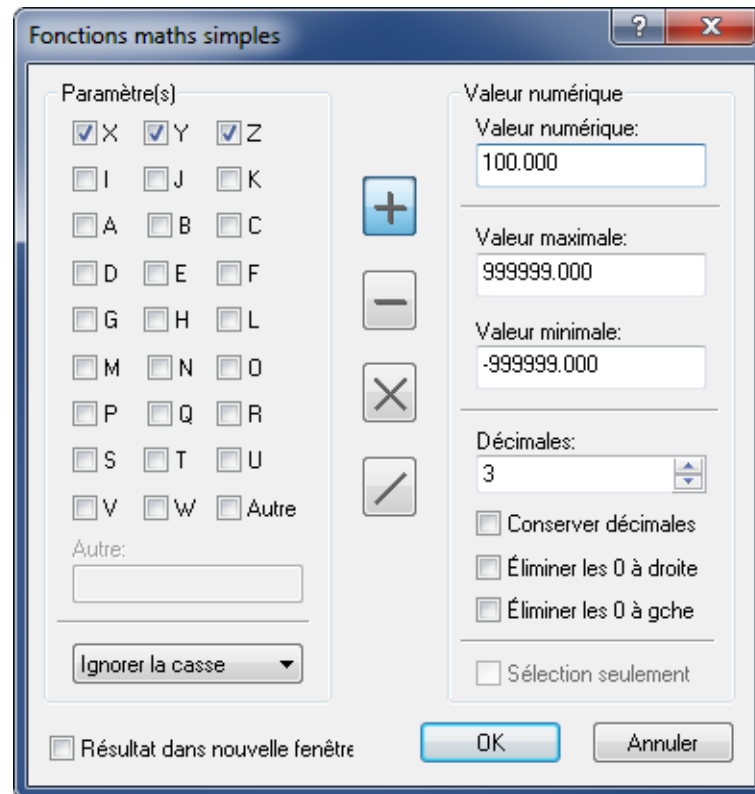 Fonctions maths simples
Paramètre(s)
X Y Z
I J K
A B C
D E F
G H L
M N O
P Q R
S T U
V W Autre
Autre:
Ignorer la casse
Résultat dans nouvelle fenêtre
Valeur numérique
Valeur numérique:
100.000
Valeur maximale:
999999.000
Valeur minimale:
-999999.000
Décimales:
3
Conserver décimales
Éliminer les 0 à droite
Éliminer les 0 à gche
Sélection seulement
OK Annuler